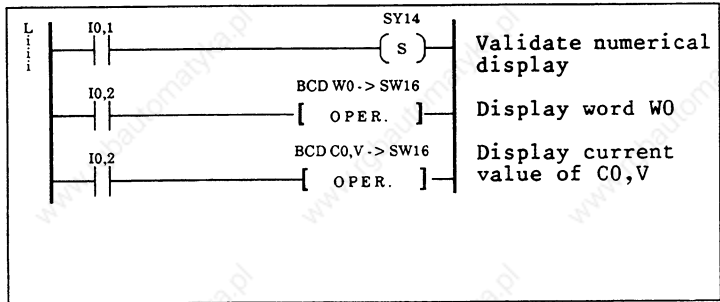 L
1
1
1
I0,1
SY14
( S )
Validate numerical
display
I0,2
BCD W0 -> SW16
[ OPER. ]
Display word W0
I0,2
BCD C0,V -> SW16
[ OPER. ]
Display current
value of C0,V